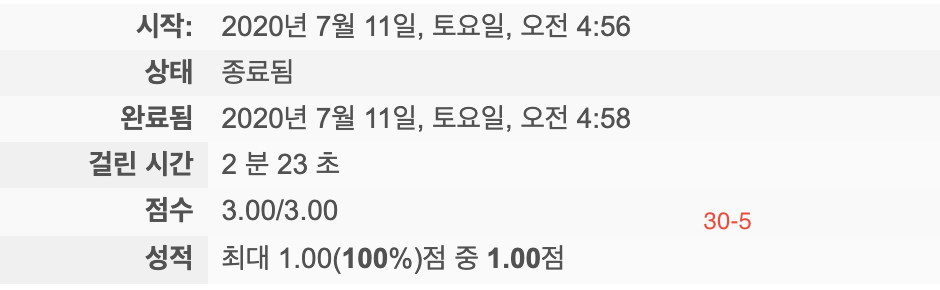 시작: 2020년 7월 11일, 토요일, 오전 4:56
상태 종료됨
완료됨 2020년 7월 11일, 토요일, 오전 4:58
걸린 시간 2 분 23 초
점수 3.00/3.00
30-5
성적 최대 1.00(100%)점 중 1.00점